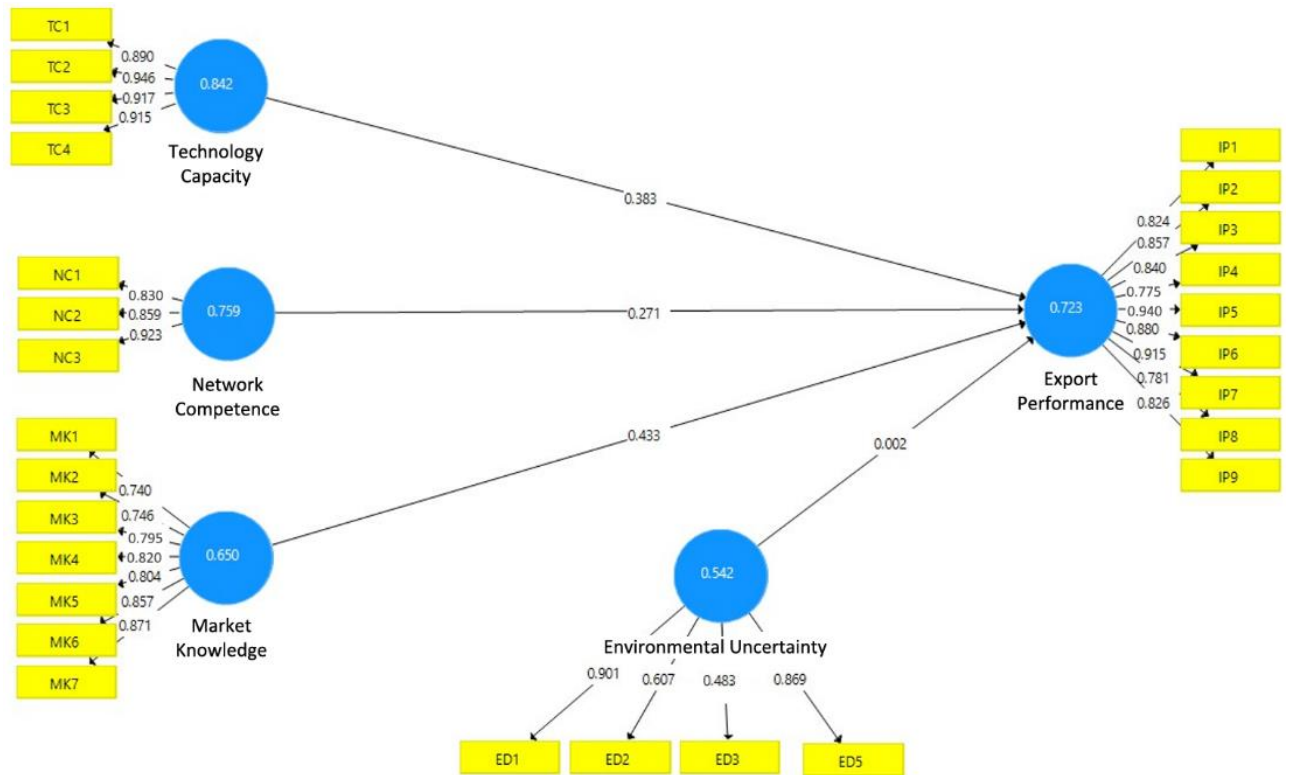 TC1
TC2
TC3
TC4
0.890
0.946
0.917
0.915
0.842
Technology
Capacity
0.383
NC1
NC2
NC3
0.830
0.859
0.923
0.759
Network
Competence
0.271
MK1
MK2
MK3
MK4
MK5
MK6
MK7
0.740
0.746
0.795
0.820
0.804
0.857
0.871
0.650
Market
Knowledge
0.433
0.542
Environmental Uncertainty
0.002
0.901
0.607
0.483
0.869
ED1
ED2
ED3
ED5
0.723
Export
Performance
0.824
0.857
0.840
0.775
0.940
0.880
0.915
0.781
0.826
IP1
IP2
IP3
IP4
IP5
IP6
IP7
IP8
IP9